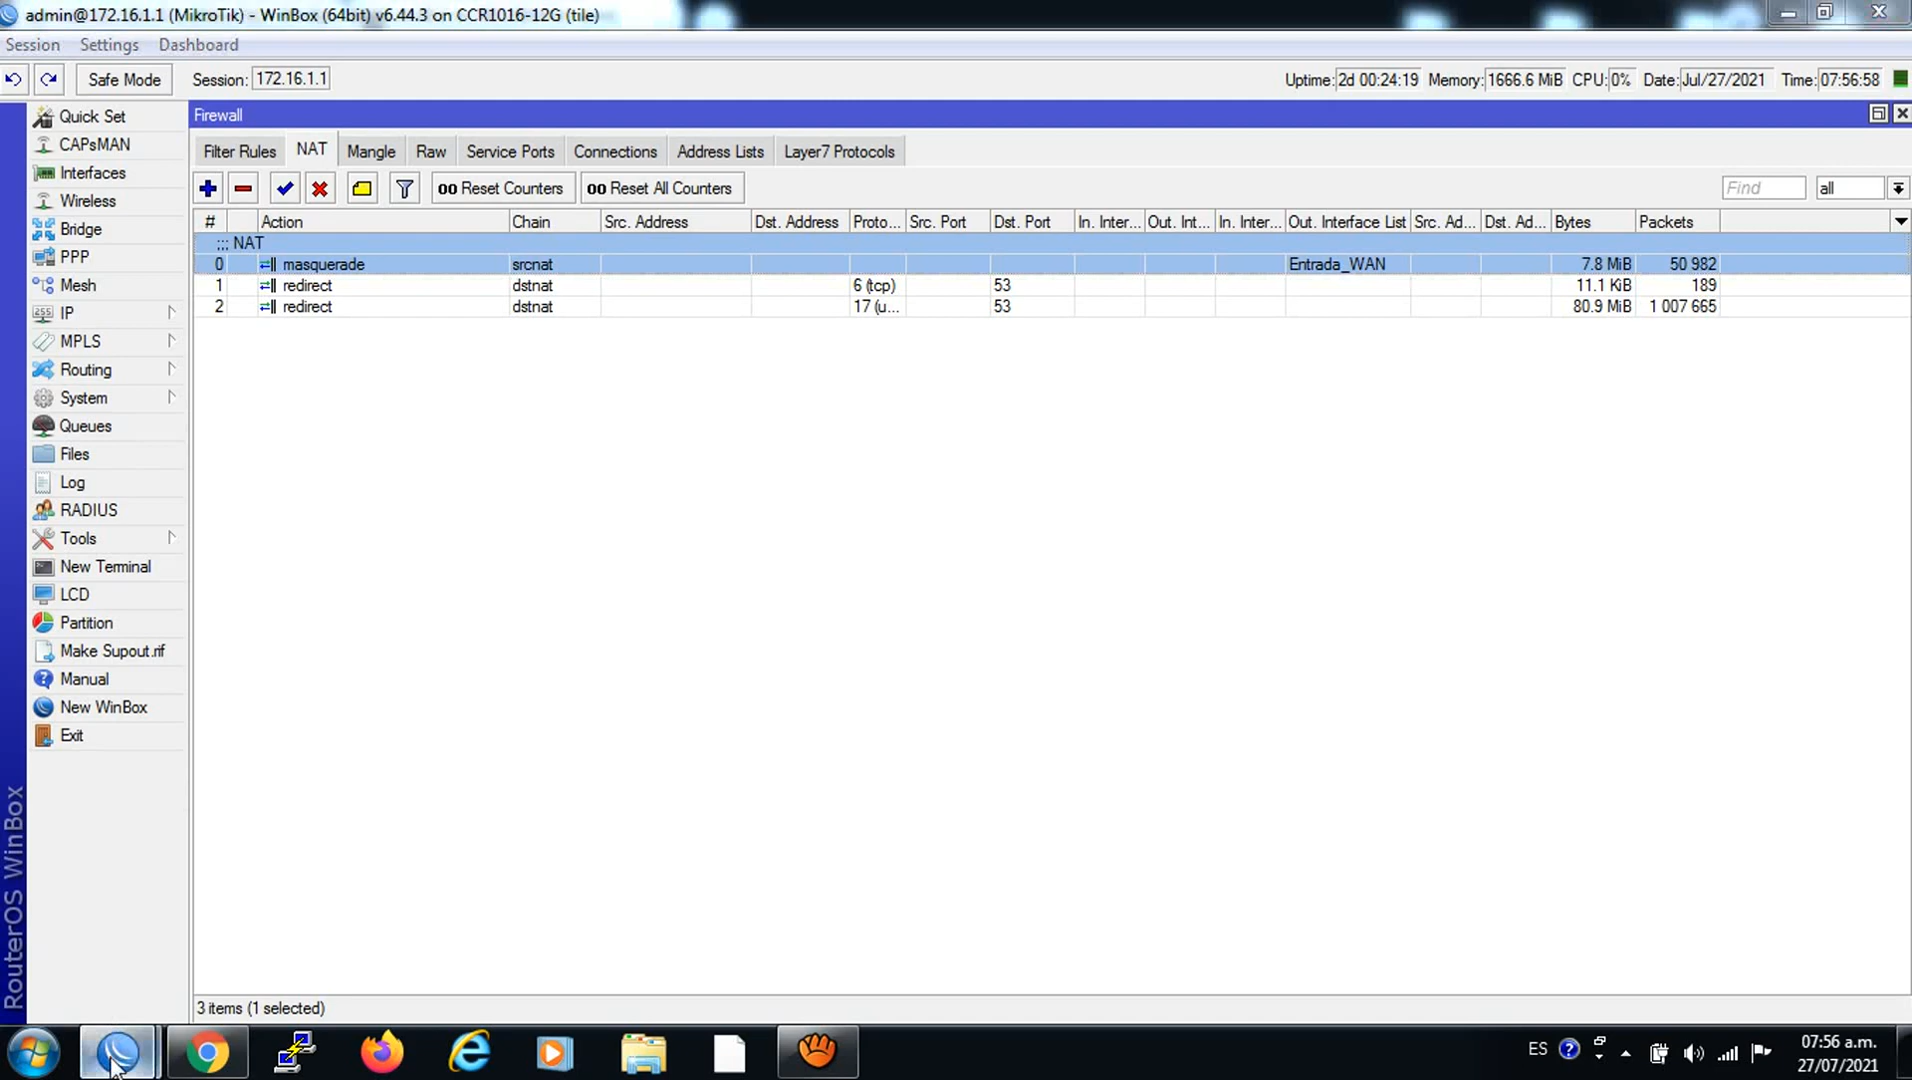 admin@172.16.1.1 (MikroTik) - WinBox (64bit) v6.44.3 on CCR1016-12G (tile)
Session Settings Dashboard
Safe Mode Session: 172.16.1.1 Uptime: 2d 00:24:19 Memory: 1666.6 MiB CPU: 0% Date: Jul/27/2021 Time: 07:56:58
Quick Set
CAPsMAN
Interfaces
Wireless
Bridge
PPP
Mesh
255 IP
MPLS
Routing
System
Queues
Files
Log
RADIUS
Tools
New Terminal
LCD
Partition
Make Supout.rif
Manual
New WinBox
Exit
RouterOS WinBox
Firewall
Filter Rules NAT Mangle Raw Service Ports Connections Address Lists Layer7 Protocols
00 Reset Counters 00 Reset All Counters Find all
# Action Chain Src. Address Dst. Address Proto... Src. Port Dst. Port In. Inter... Out. Int... In. Inter... Out. Interface List Src. Ad... Dst. Ad... Bytes Packets
;;; NAT
0 masquerade srcnat Entrada_WAN 7.8 MiB 50 982
1 redirect dstnat 6 (tcp) 53 11.1 KiB 189
2 redirect dstnat 17 (u... 53 80.9 MiB 1 007 665
3 items (1 selected)
ES 07:56 a.m.
27/07/2021